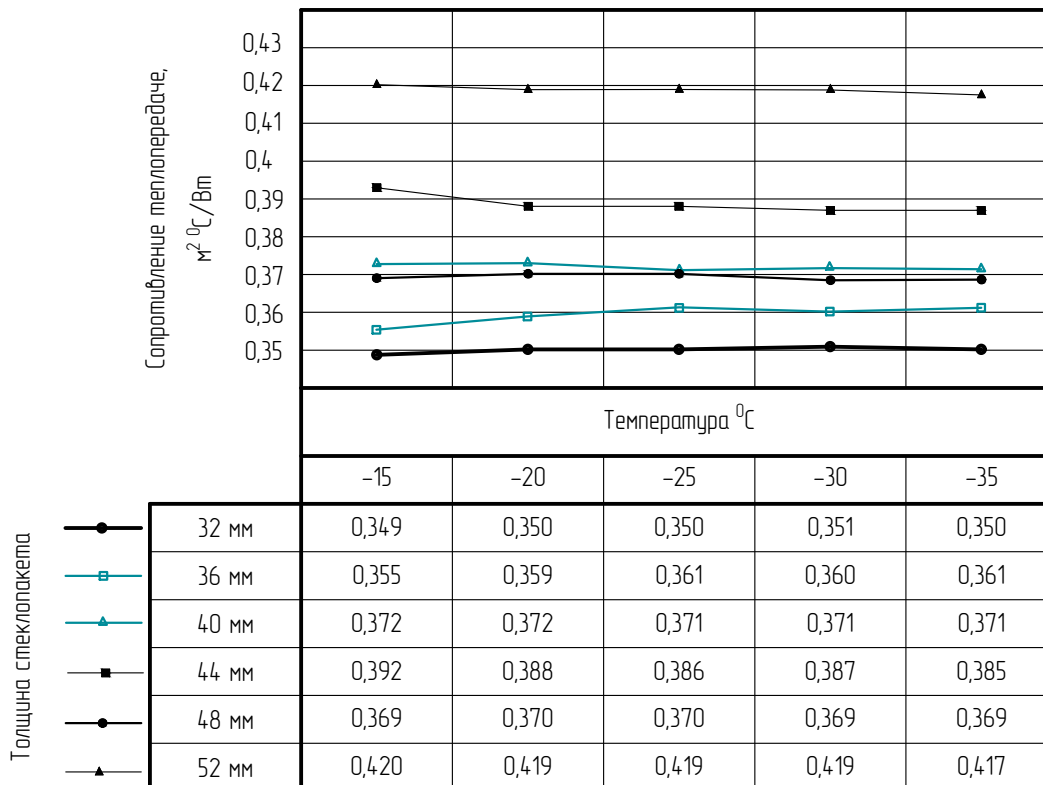 Сопротивление теплопередаче,
м² ⁰С/Вт
0,43
0,42
0,41
0,4
0,39
0,38
0,37
0,36
0,35
Температура ⁰С
–15 –20 –25 –30 –35
Толщина стеклопакета
32 мм 0,349 0,350 0,350 0,351 0,350
36 мм 0,355 0,359 0,361 0,360 0,361
40 мм 0,372 0,372 0,371 0,371 0,371
44 мм 0,392 0,388 0,386 0,387 0,385
48 мм 0,369 0,370 0,370 0,369 0,369
52 мм 0,420 0,419 0,419 0,419 0,417